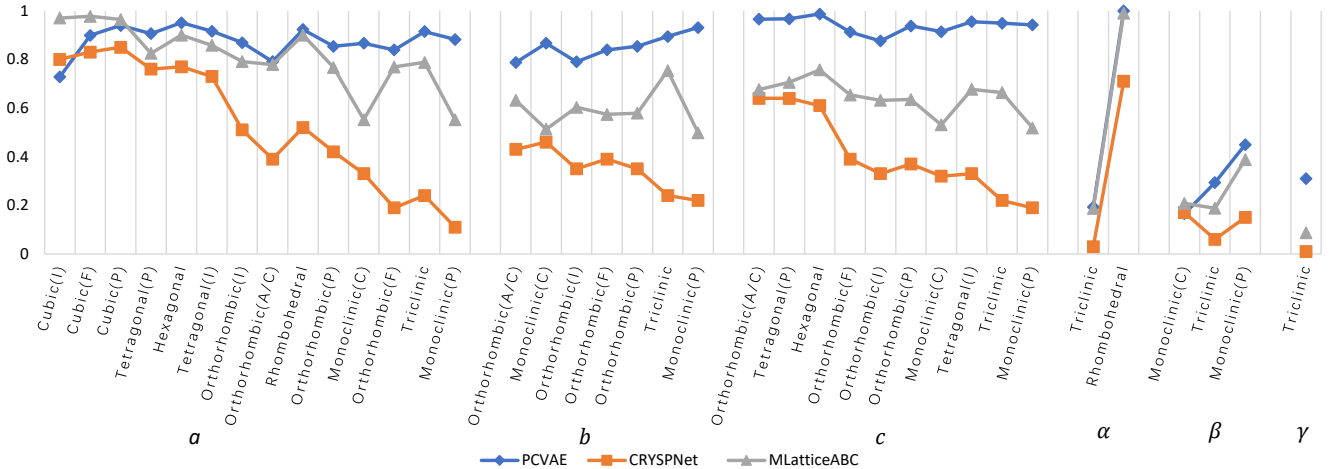 1
0.8
0.6
0.4
0.2
0
Cubic(I)
Cubic(F)
Cubic(P)
Tetragonal(P)
Hexagonal
Tetragonal(I)
Orthorhombic(I)
Orthorhombic(A/C)
Rhombohedral
Orthorhombic(P)
Monoclinic(C)
Orthorhombic(F)
Triclinic
Monoclinic(P)
Orthorhombic(A/C)
Monoclinic(C)
Orthorhombic(I)
Orthorhombic(F)
Orthorhombic(P)
Triclinic
Monoclinic(P)
Orthorhombic(A/C)
Tetragonal(P)
Hexagonal
Orthorhombic(F)
Orthorhombic(I)
Orthorhombic(P)
Monoclinic(C)
Tetragonal(I)
Triclinic
Monoclinic(P)
Triclinic
Rhombohedral
Monoclinic(C)
Triclinic
Monoclinic(P)
Triclinic
a b c α β γ
PCVAE CRYSPNet MLatticeABC